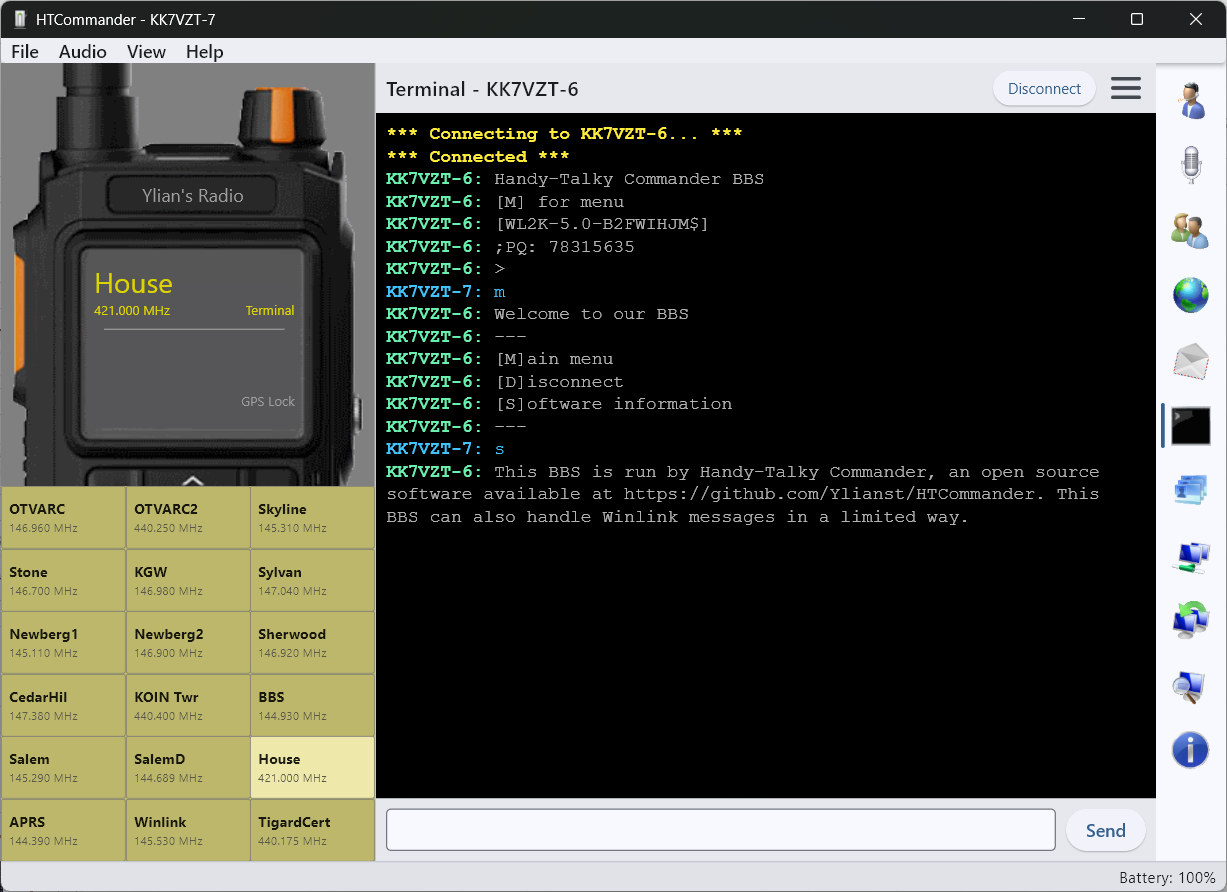 HTCommander - KK7VZT-7
File Audio View Help
Ylian's Radio
House
421.000 MHz Terminal
GPS Lock
OTVARC
146.960 MHz
OTVARC2
440.250 MHz
Skyline
145.310 MHz
Stone
146.700 MHz
KGW
146.980 MHz
Sylvan
147.040 MHz
Newberg1
145.110 MHz
Newberg2
146.900 MHz
Sherwood
146.920 MHz
CedarHil
147.380 MHz
KOIN Twr
440.400 MHz
BBS
144.930 MHz
Salem
145.290 MHz
SalemD
144.689 MHz
House
421.000 MHz
APRS
144.390 MHz
Winlink
145.530 MHz
TigardCert
440.175 MHz
Terminal - KK7VZT-6
Disconnect
*** Connecting to KK7VZT-6... ***
*** Connected ***
KK7VZT-6: Handy-Talky Commander BBS
KK7VZT-6: [M] for menu
KK7VZT-6: [WL2K-5.0-B2FWIHJM$]
KK7VZT-6: ;PQ: 78315635
KK7VZT-6: >
KK7VZT-7: m
KK7VZT-6: Welcome to our BBS
KK7VZT-6: ---
KK7VZT-6: [M]ain menu
KK7VZT-6: [D]isconnect
KK7VZT-6: [S]oftware information
KK7VZT-6: ---
KK7VZT-7: s
KK7VZT-6: This BBS is run by Handy-Talky Commander, an open source
software available at https://github.com/Ylianst/HTCommander. This
BBS can also handle Winlink messages in a limited way.
Send
Battery: 100%